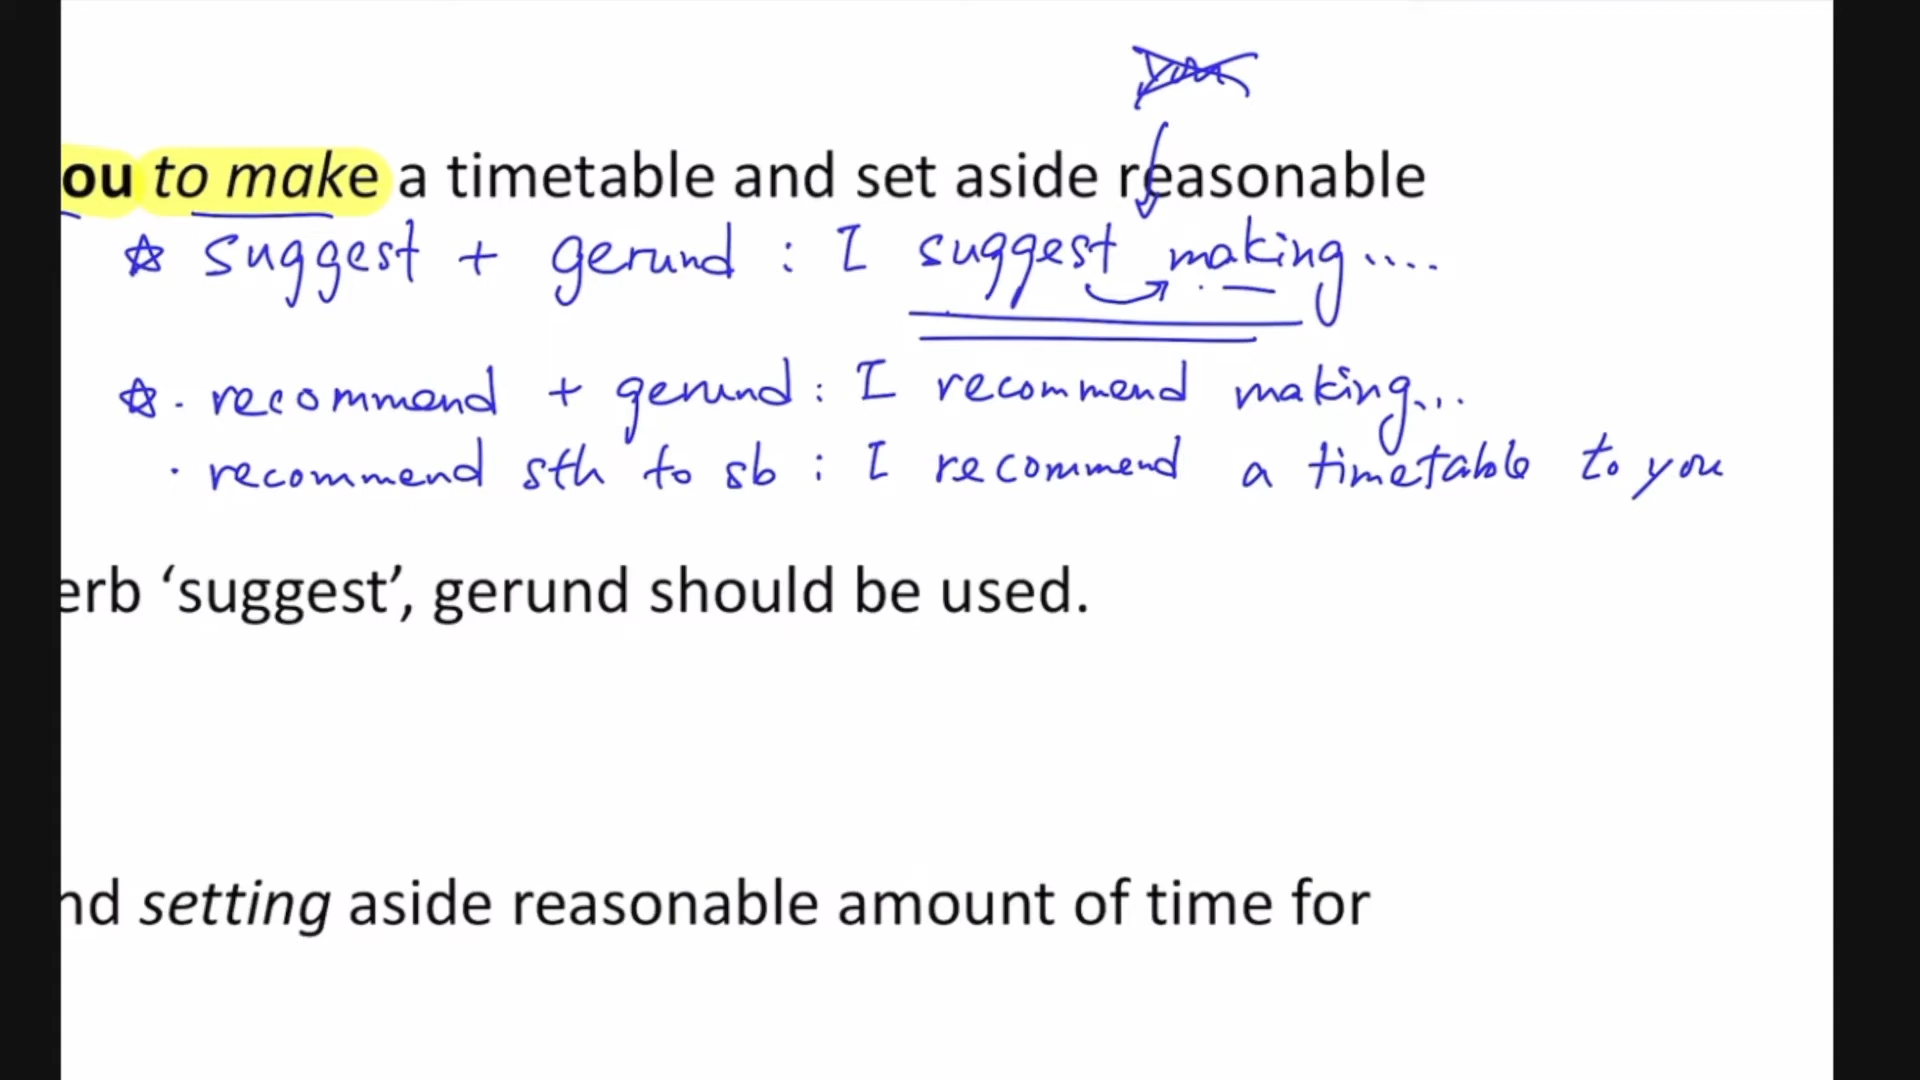 ou to make a timetable and set aside reasonable
☆ suggest + gerund : I suggest making....
☆ · recommend + gerund : I recommend making...
· recommend sth to sb : I recommend a timetable to you
erb ‘suggest’, gerund should be used.
nd setting aside reasonable amount of time for